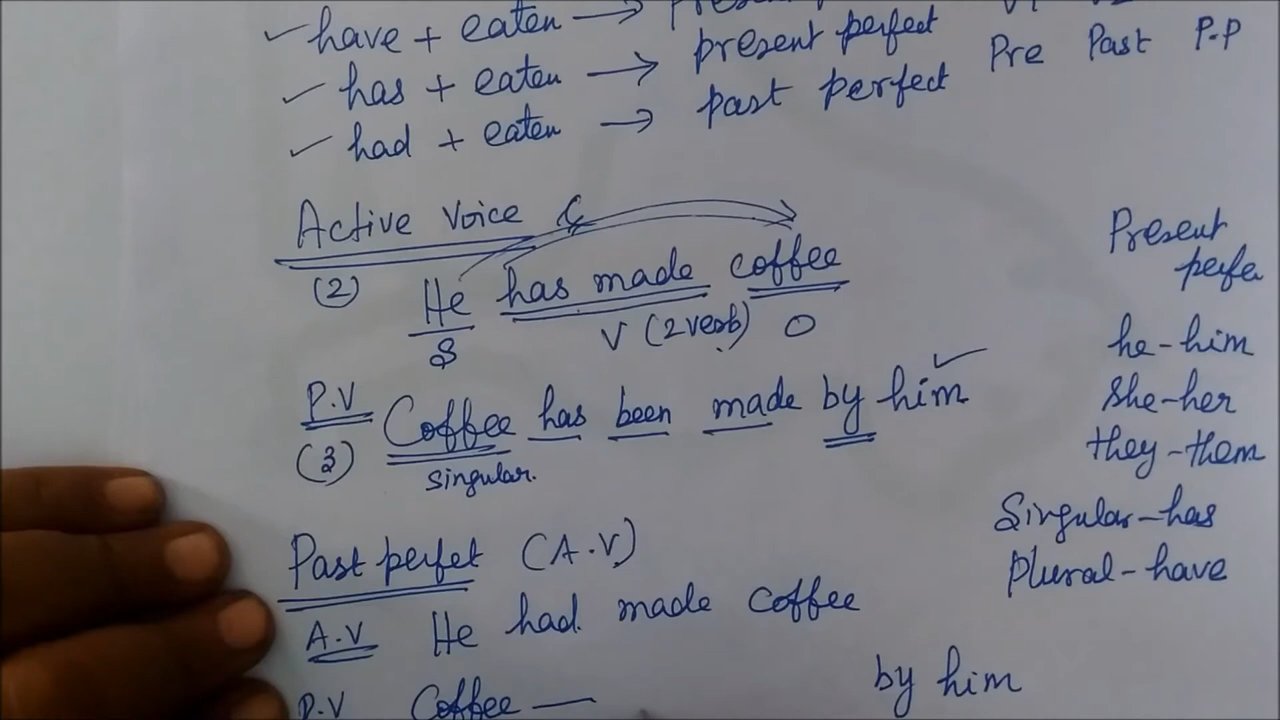 have + eaten →
has + eaten → present perfect
had + eaten → past perfect
Pre Past P.P
Active Voice
(2) He has made coffee
S V (2 verb) O
P.V Coffee has been made by him
(3) singular.
Present
perfe
he-him
She-her
they-them
Singular-has
Plural-have
Past perfet (A.V)
A.V He had made coffee
P.V Coffee — by him